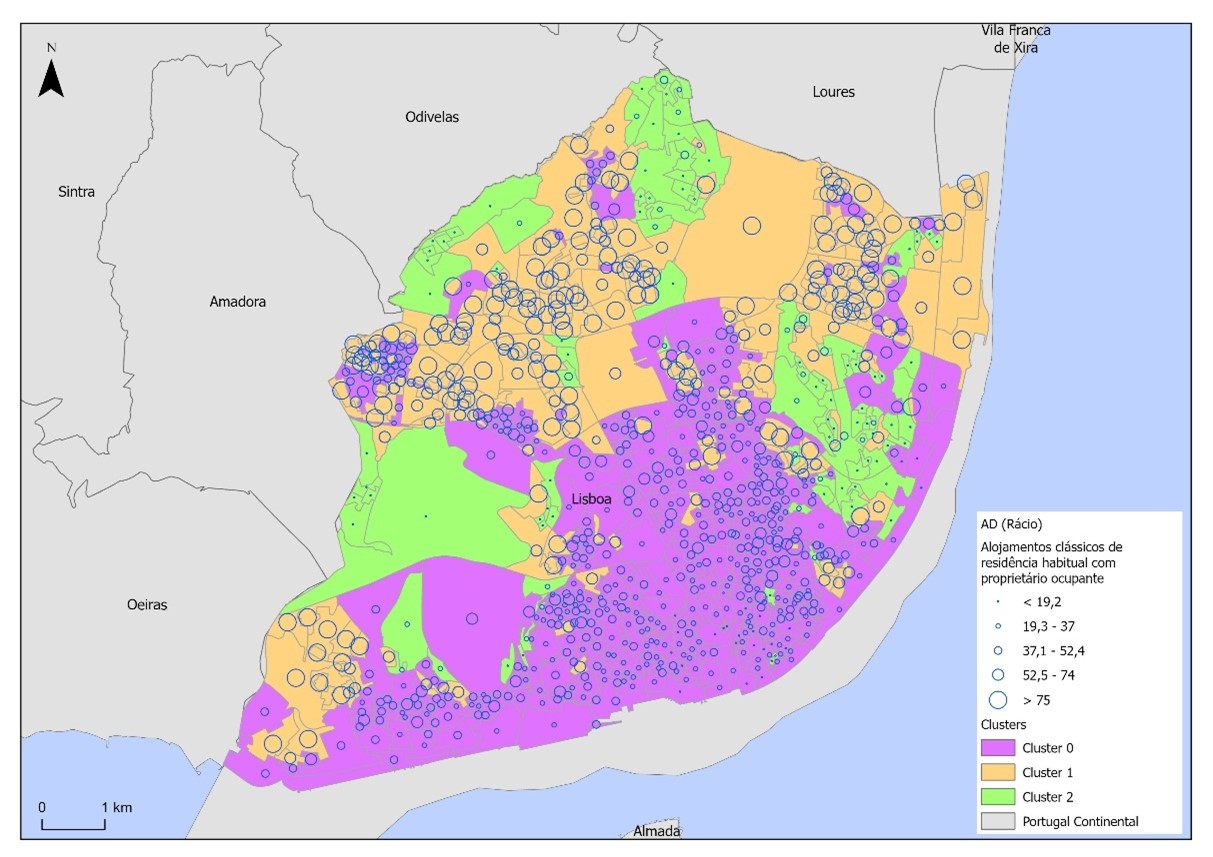 Vila Franca
de Xira
N
Loures
Odivelas
Sintra
Amadora
Lisboa
Oeiras
Almada
0 1 km
AD (Rácio)
Alojamentos clássicos de
residência habitual com
proprietário ocupante
< 19,2
19,3 - 37
37,1 - 52,4
52,5 - 74
> 75
Clusters
Cluster 0
Cluster 1
Cluster 2
Portugal Continental